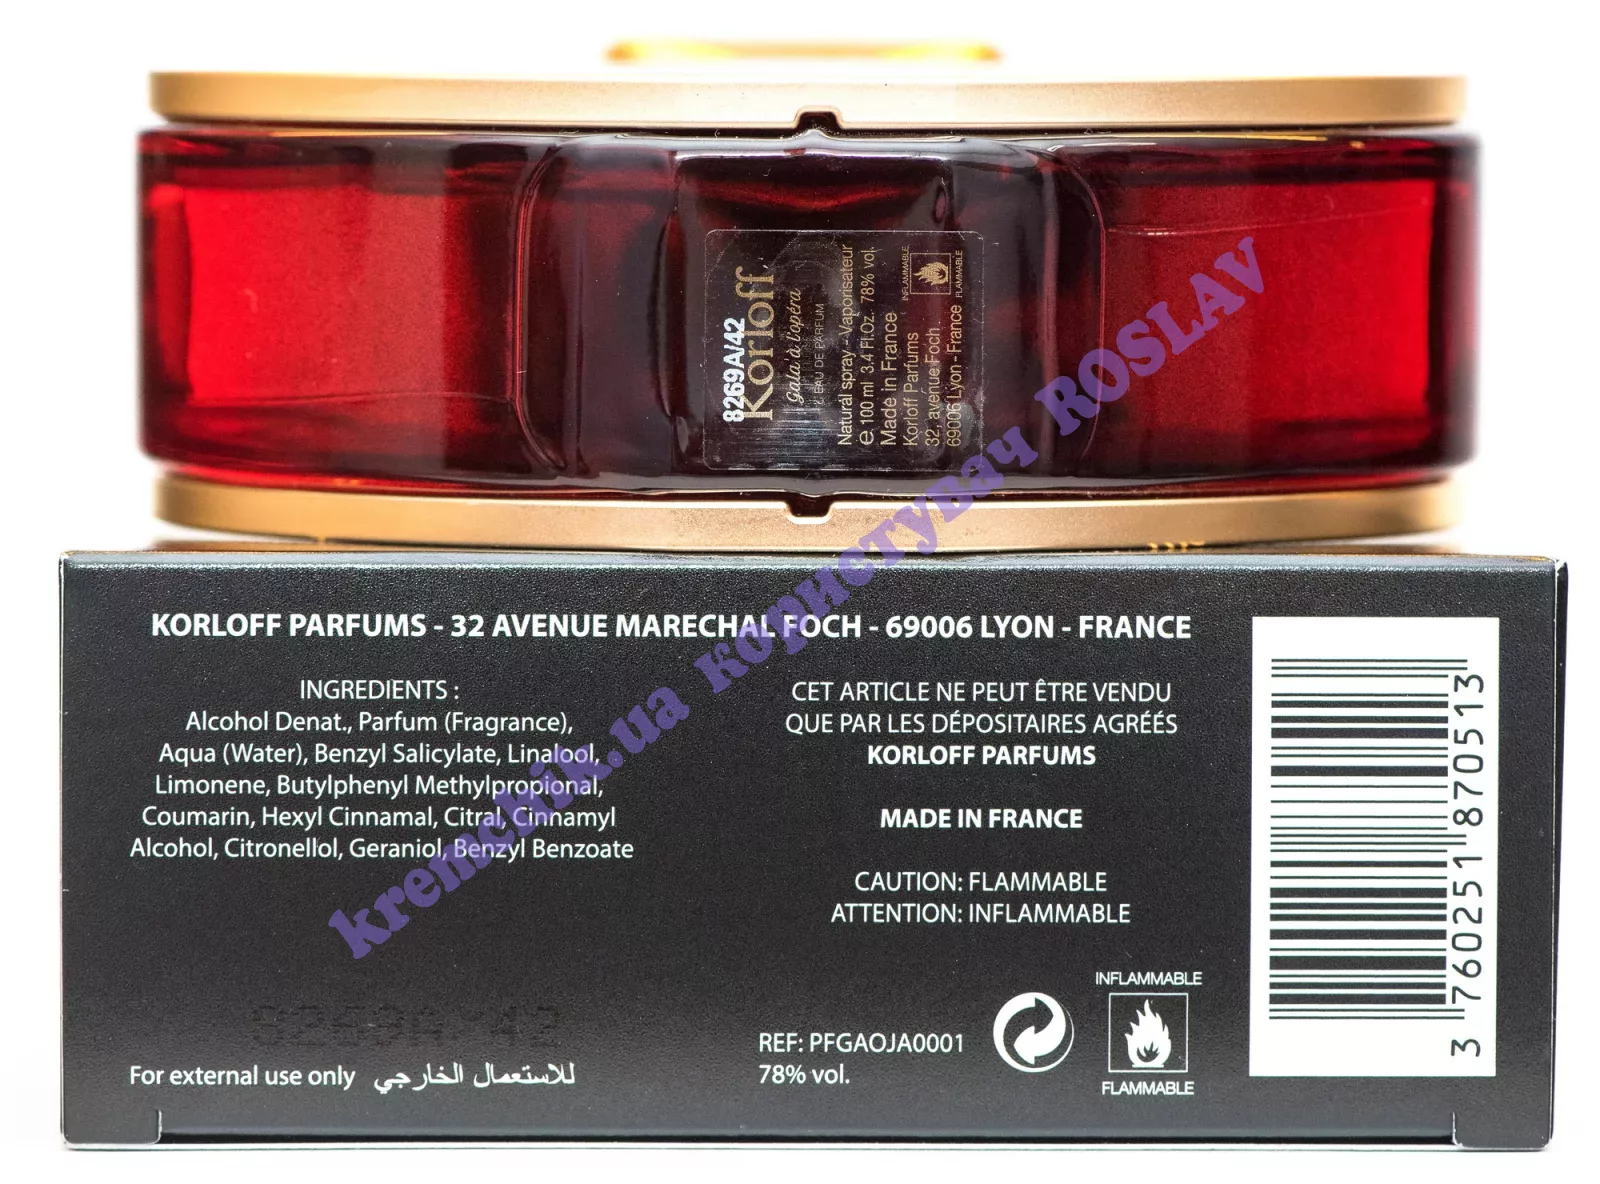 8269A/42
Korloff
Gala à l'opéra
EAU DE PARFUM
Natural spray - Vaporisateur
e 100 ml 3.4 Fl.Oz. 78% vol.
Made in France
Korloff Parfums
32, avenue Foch
69006 Lyon - France
INFLAMMABLE
FLAMMABLE
KORLOFF PARFUMS - 32 AVENUE MARECHAL FOCH - 69006 LYON - FRANCE
INGREDIENTS :
Alcohol Denat., Parfum (Fragrance),
Aqua (Water), Benzyl Salicylate, Linalool,
Limonene, Butylphenyl Methylpropional,
Coumarin, Hexyl Cinnamal, Citral, Cinnamyl
Alcohol, Citronellol, Geraniol, Benzyl Benzoate
8269A 42
For external use only للاستعمال الخارجي
CET ARTICLE NE PEUT ÊTRE VENDU
QUE PAR LES DÉPOSITAIRES AGRÉÉS
KORLOFF PARFUMS
MADE IN FRANCE
CAUTION: FLAMMABLE
ATTENTION: INFLAMMABLE
REF: PFGAOJA0001
78% vol.
INFLAMMABLE
FLAMMABLE
3 760251 870513
kremchik.ua користувач ROSLAV